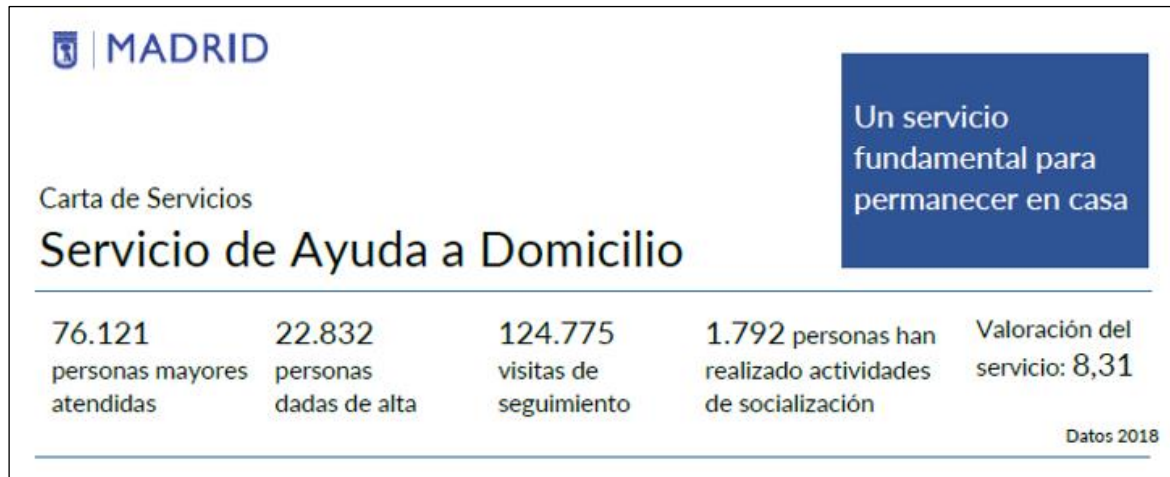 MADRID
Un servicio
fundamental para
permanecer en casa
Carta de Servicios
Servicio de Ayuda a Domicilio
76.121
personas mayores
atendidas
22.832
personas
dadas de alta
124.775
visitas de
seguimiento
1.792 personas han
realizado actividades
de socialización
Valoración del
servicio: 8,31
Datos 2018